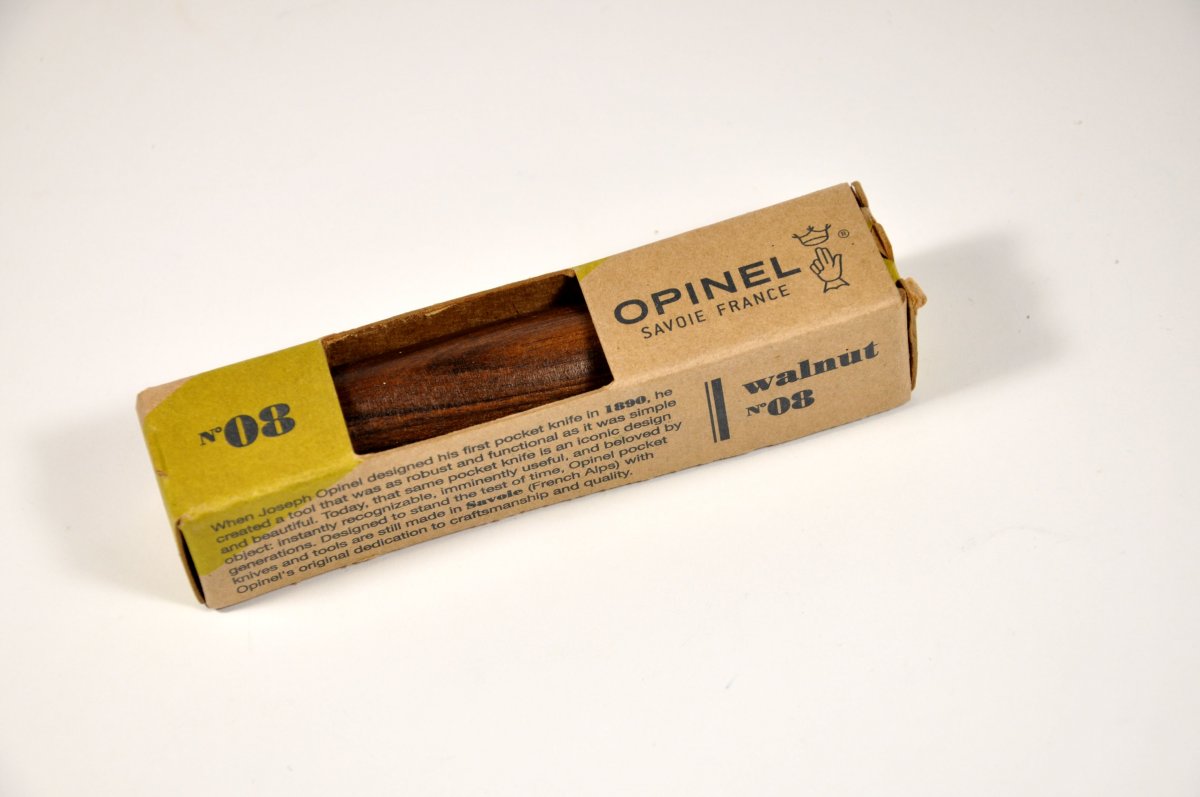 OPINEL ®
SAVOIE FRANCE
Nº08
When Joseph Opinel designed his first pocket knife in 1890, he
created a tool that was as robust and functional as it was simple
and beautiful. Today, that same pocket knife is an iconic design
object: instantly recognizable, imminently useful, and beloved by
generations. Designed to stand the test of time, Opinel pocket
knives and tools are still made in Savoie (French Alps) with
Opinel's original dedication to craftsmanship and quality.
walnut
Nº08